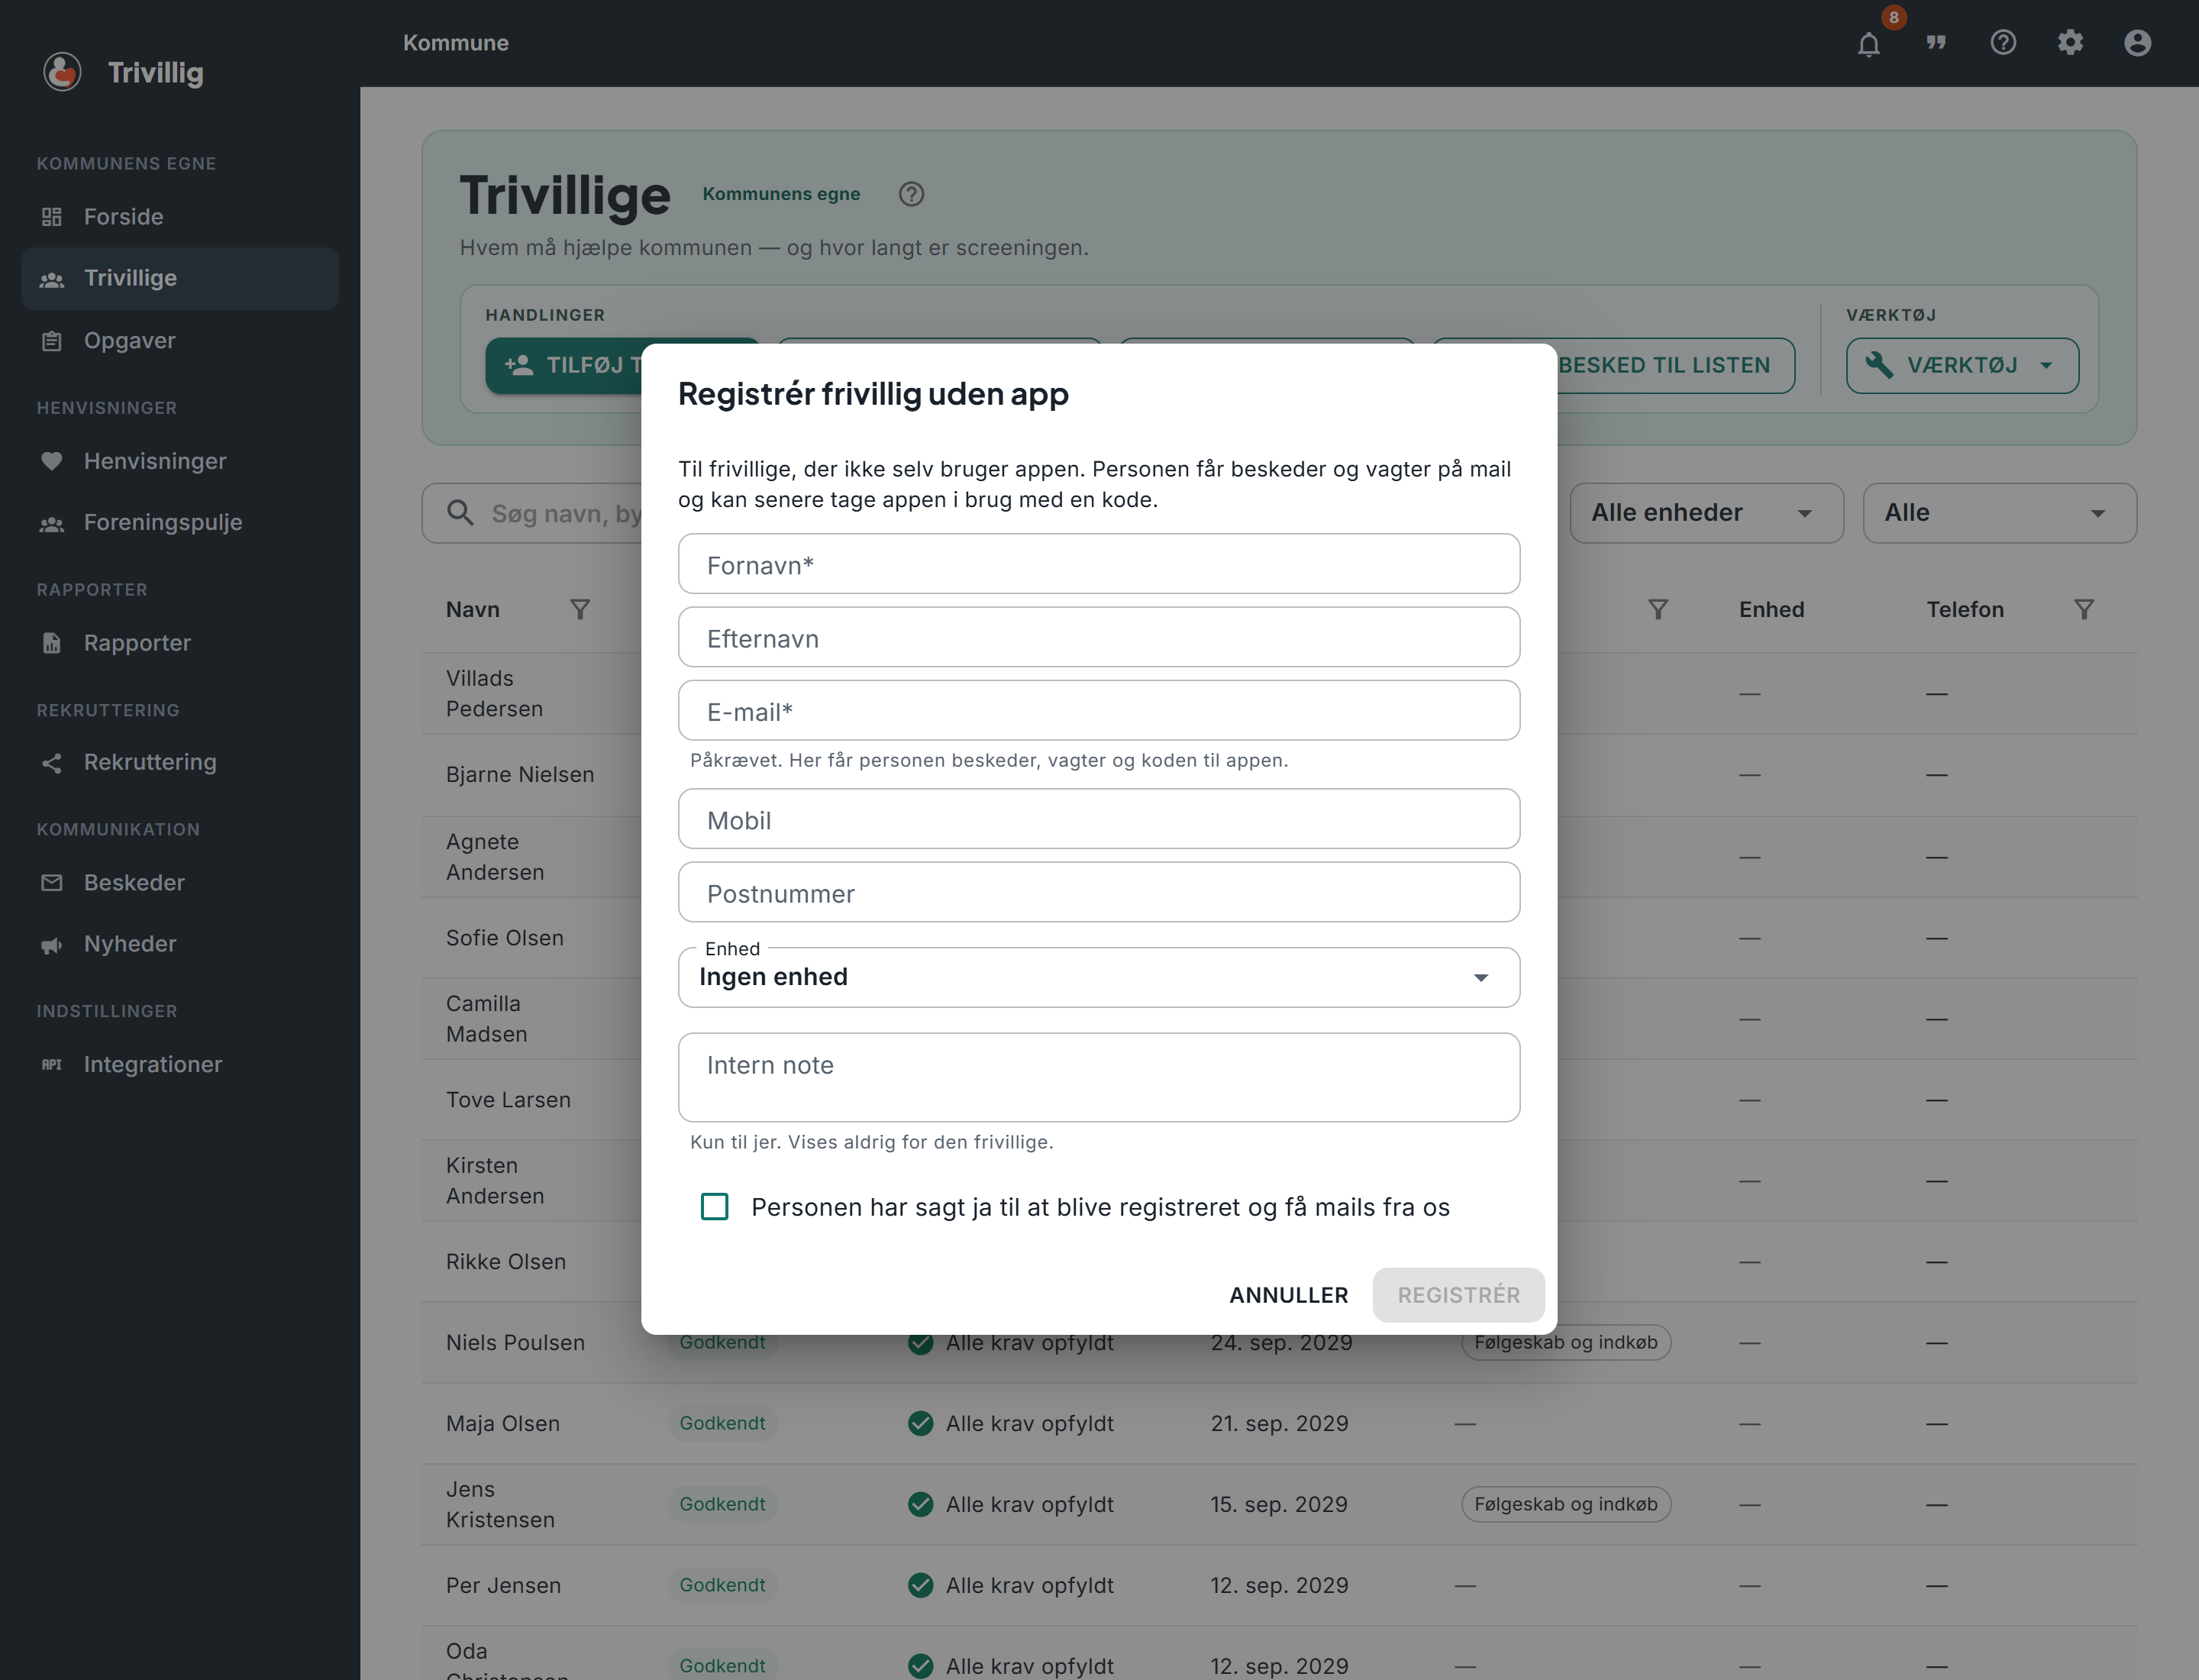 Trivillig
Kommune
8
KOMMUNENS EGNE
Forside
Trivillige
Opgaver
HENVISNINGER
Henvisninger
Foreningspulje
RAPPORTER
Rapporter
REKRUTTERING
Rekruttering
KOMMUNIKATION
Beskeder
Nyheder
INDSTILLINGER
API Integrationer
Trivillige Kommunens egne
Hvem må hjælpe kommunen — og hvor langt er screeningen.
HANDLINGER
VÆRKTØJ
TILFØJ
BESKED TIL LISTEN
VÆRKTØJ
Søg navn,
Alle enheder
Alle
Navn
Enhed
Telefon
Villads
Pedersen
— —
Bjarne Nielsen — —
Agnete
Andersen
— —
Sofie Olsen — —
Camilla
Madsen
— —
Tove Larsen — —
Kirsten
Andersen
— —
Rikke Olsen — —
Niels Poulsen Godkendt Alle krav opfyldt 24. sep. 2029 Følgeskab og indkøb — —
Maja Olsen Godkendt Alle krav opfyldt 21. sep. 2029 — — —
Jens
Kristensen
Godkendt Alle krav opfyldt 15. sep. 2029 Følgeskab og indkøb — —
Per Jensen Godkendt Alle krav opfyldt 12. sep. 2029 — — —
Oda
Godkendt Alle krav opfyldt 12. sep. 2029 — — —
Registrér frivillig uden app
Til frivillige, der ikke selv bruger appen. Personen får beskeder og vagter på mail
og kan senere tage appen i brug med en kode.
Fornavn*
Efternavn
E-mail*
Påkrævet. Her får personen beskeder, vagter og koden til appen.
Mobil
Postnummer
Enhed
Ingen enhed
Intern note
Kun til jer. Vises aldrig for den frivillige.
Personen har sagt ja til at blive registreret og få mails fra os
ANNULLER
REGISTRÉR